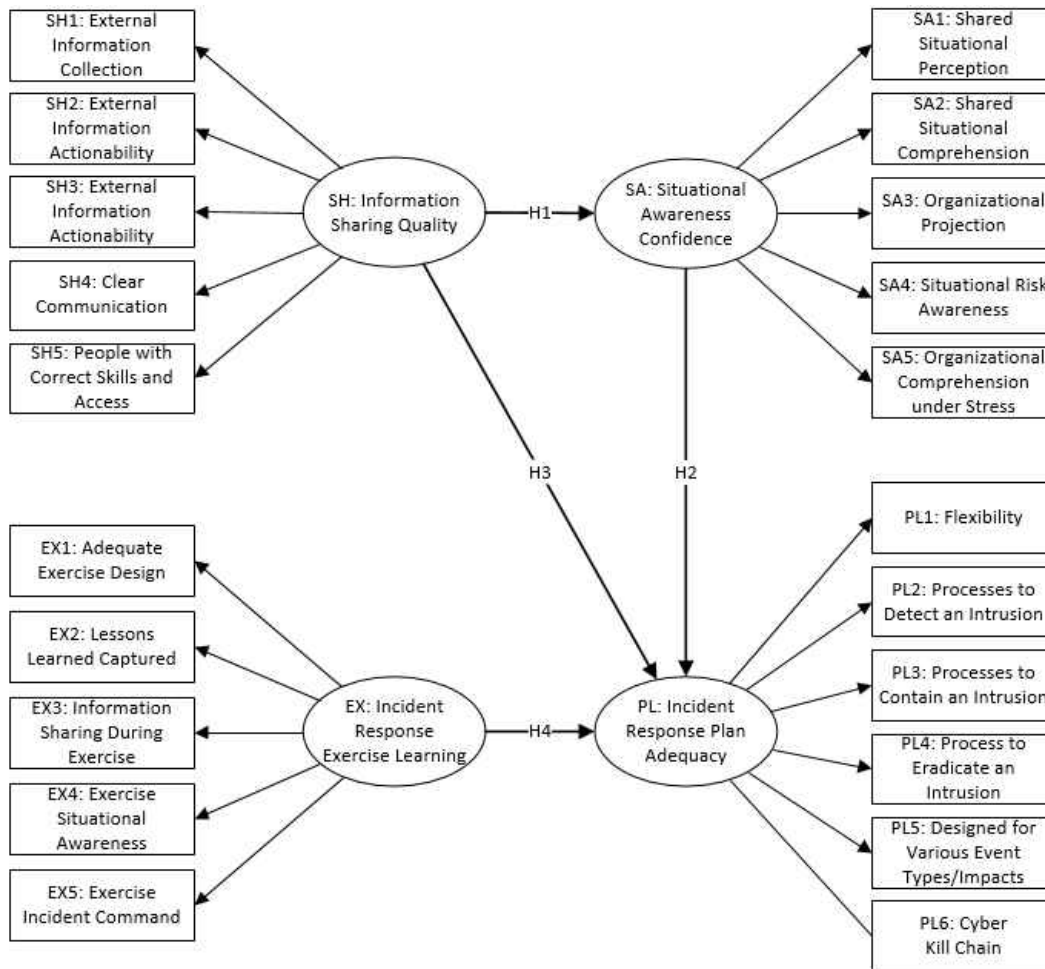 SH1: External
Information
Collection
SH2: External
Information
Actionability
SH3: External
Information
Actionability
SH4: Clear
Communication
SH5: People with
Correct Skills and
Access
SH: Information
Sharing Quality
H1
SA: Situational
Awareness
Confidence
SA1: Shared
Situational
Perception
SA2: Shared
Situational
Comprehension
SA3: Organizational
Projection
SA4: Situational Risk
Awareness
SA5: Organizational
Comprehension
under Stress
H3
H2
EX1: Adequate
Exercise Design
EX2: Lessons
Learned Captured
EX3: Information
Sharing During
Exercise
EX4: Exercise
Situational
Awareness
EX5: Exercise
Incident Command
EX: Incident
Response
Exercise Learning
H4
PL: Incident
Response Plan
Adequacy
PL1: Flexibility
PL2: Processes to
Detect an Intrusion
PL3: Processes to
Contain an Intrusion
PL4: Process to
Eradicate an
Intrusion
PL5: Designed for
Various Event
Types/Impacts
PL6: Cyber
Kill Chain